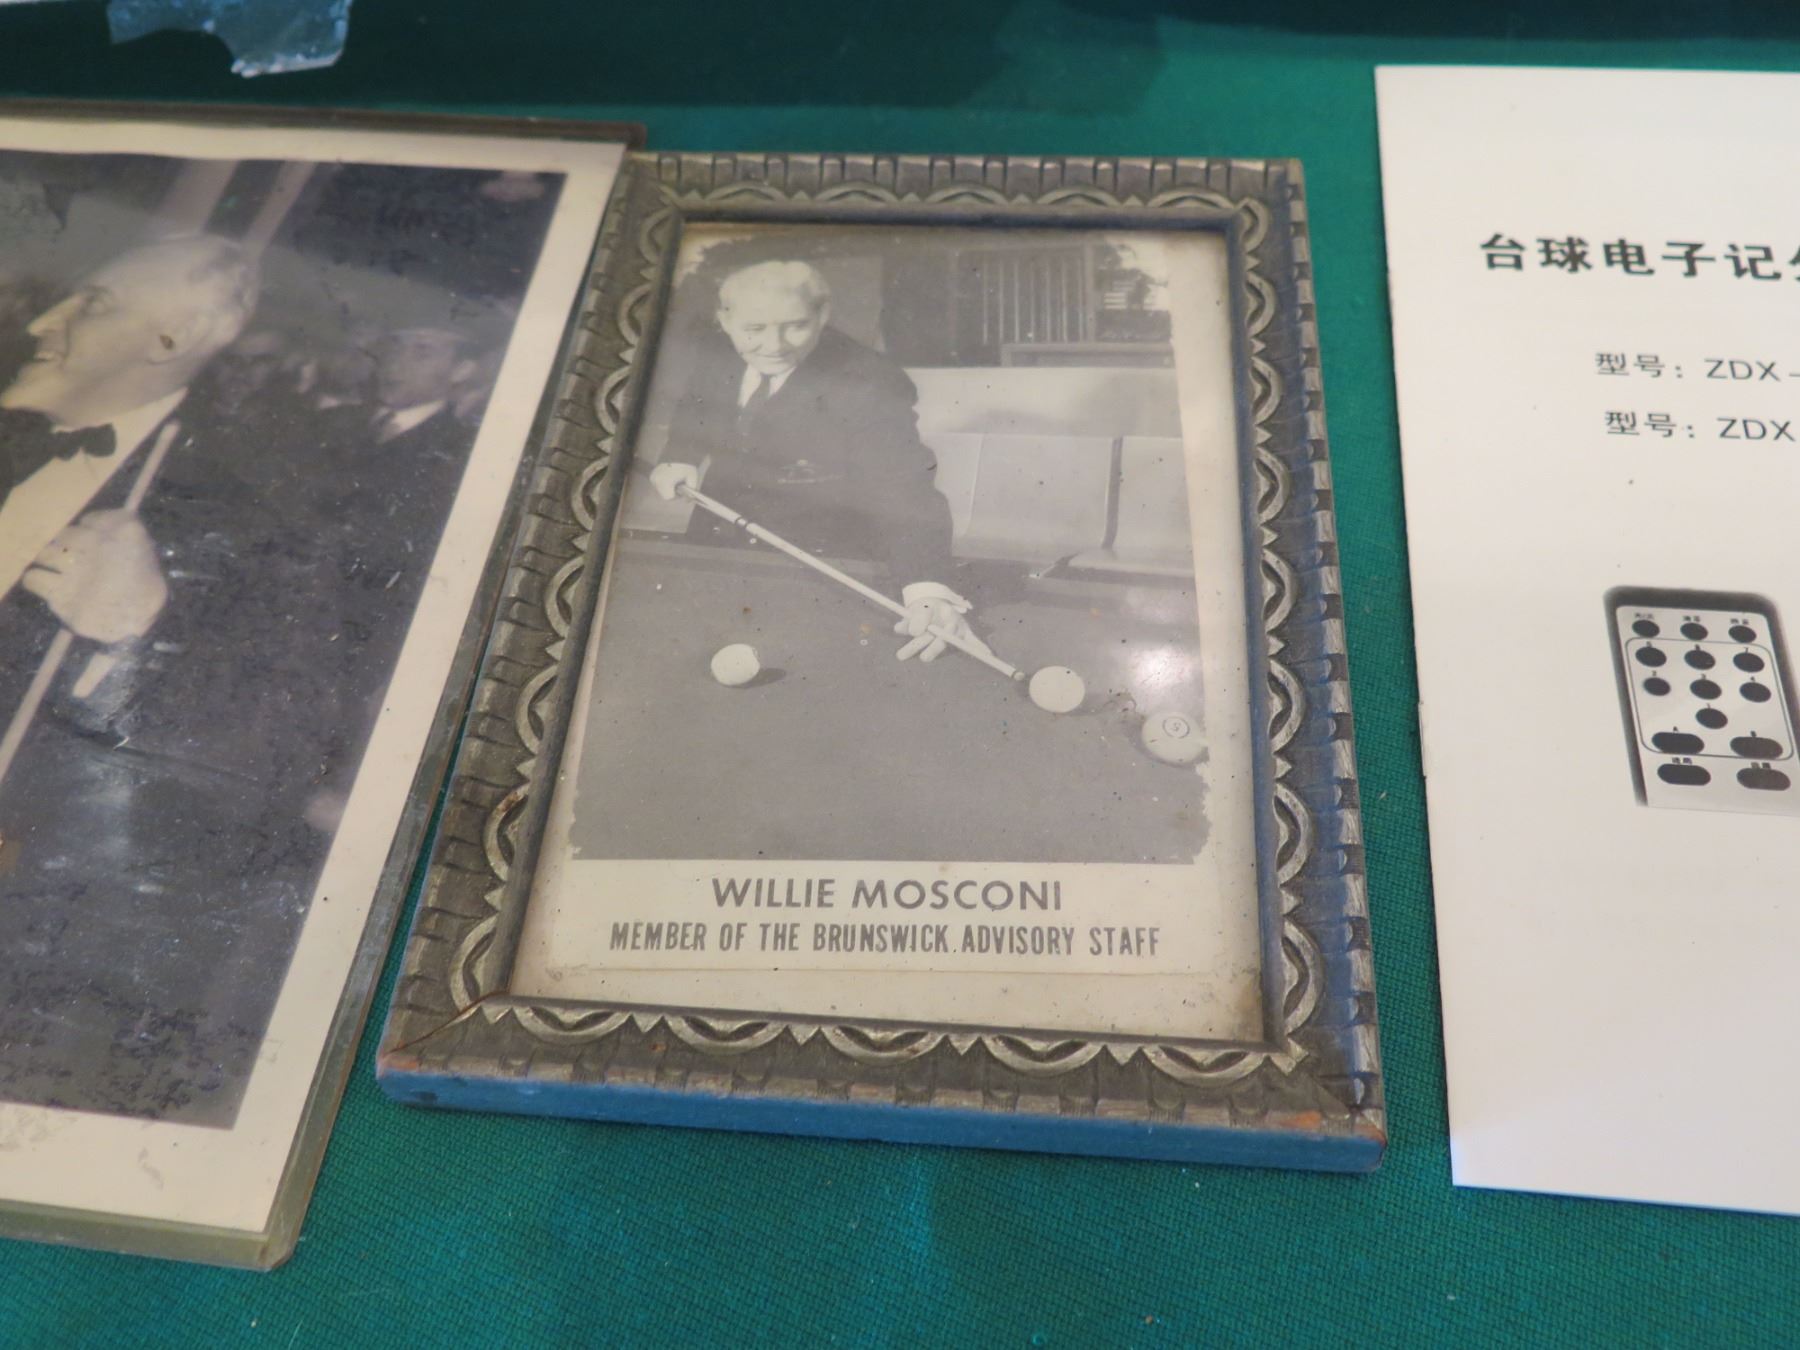 WILLIE MOSCONI
MEMBER OF THE BRUNSWICK ADVISORY STAFF
台球电子记
型号: ZDX-
型号: ZDX